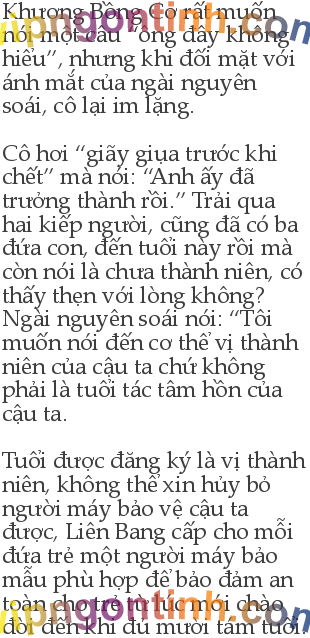 Khương Bồng Cơ rất muốn
nói một câu “ông đây không
hiểu”, nhưng khi đối mặt với
ánh mắt của ngài nguyên
soái, cô lại im lặng.
Cô hơi “giãy giụa trước khi
chết” mà nói: “Anh ấy đã
trưởng thành rồi.” Trải qua
hai kiếp người, cũng đã có ba
đứa con, đến tuổi này rồi mà
còn nói là chưa thành niên, có
thấy thẹn với lòng không?
Ngài nguyên soái nói: “Tôi
muốn nói đến cơ thể vị thành
niên của cậu ta chứ không
phải là tuổi tác tâm hồn của
cậu ta.
Tuổi được đăng ký là vị thành
niên, không thể xin hủy bỏ
người máy bảo vệ cậu ta
được, Liên Bang cấp cho mỗi
đứa trẻ một người máy bảo
mẫu phù hợp để bảo đảm an
toàn cho trẻ từ lúc mới chào
đời đến khi đủ mười tám tuổi.